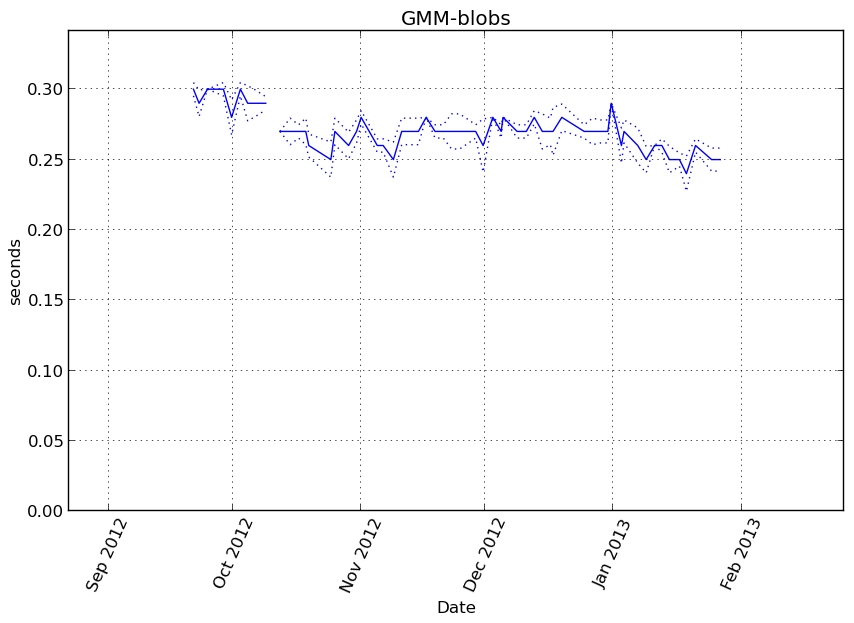 GMM-blobs
0.30
0.25
0.20
0.15
0.10
0.05
0.00
seconds
Sep 2012
Oct 2012
Nov 2012
Dec 2012
Jan 2013
Feb 2013
Date